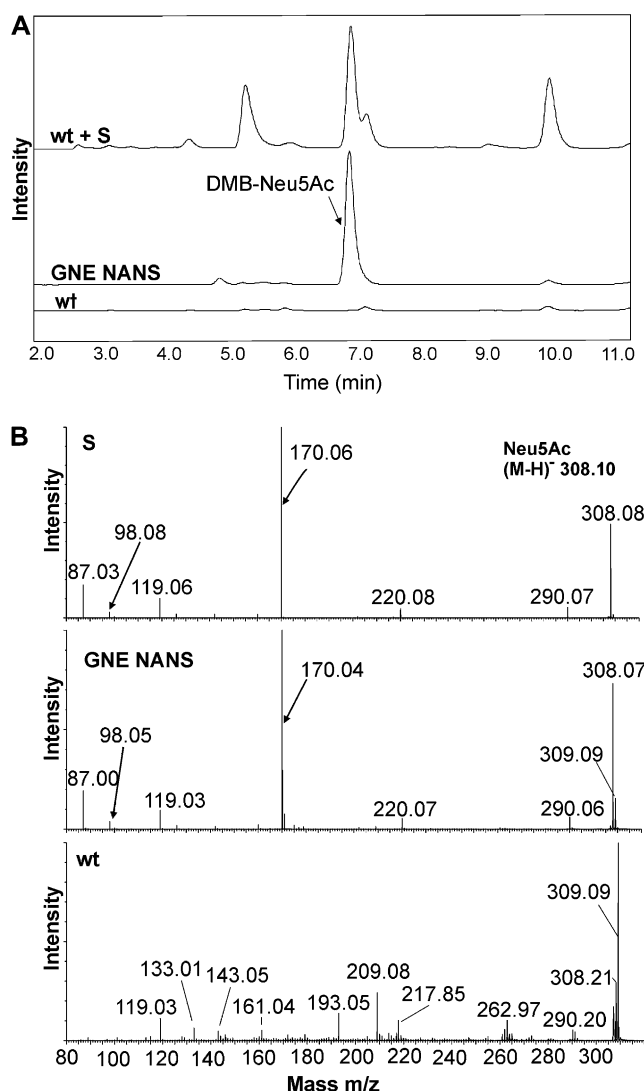 A
wt + S
DMB-Neu5Ac
GNE NANS
wt
Intensity
2.0 3.0 4.0 5.0 6.0 7.0 8.0 9.0 10.0 11.0
Time (min)
B
S
Neu5Ac
(M-H)⁻ 308.10
170.06
308.08
98.08
87.03
119.06
220.08
290.07
Intensity
GNE NANS
170.04
308.07
98.05
309.09
87.00
119.03
220.07
290.06
Intensity
wt
309.09
133.01
143.05
209.08
308.21
119.03
161.04
193.05
217.85
262.97
290.20
Intensity
80 100 120 140 160 180 200 220 240 260 280 300
Mass m/z